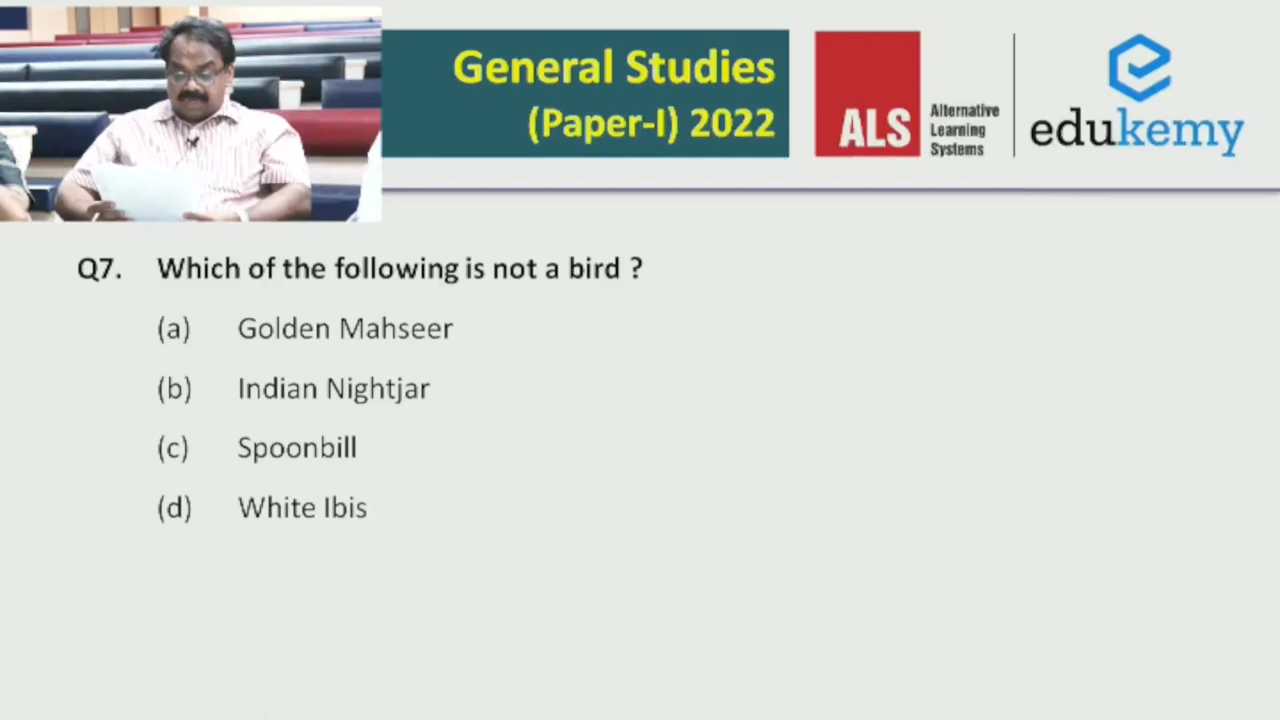 General Studies
(Paper-I) 2022
ALS
Alternative
Learning
Systems
edukemy
Q7. Which of the following is not a bird ?
(a) Golden Mahseer
(b) Indian Nightjar
(c) Spoonbill
(d) White Ibis